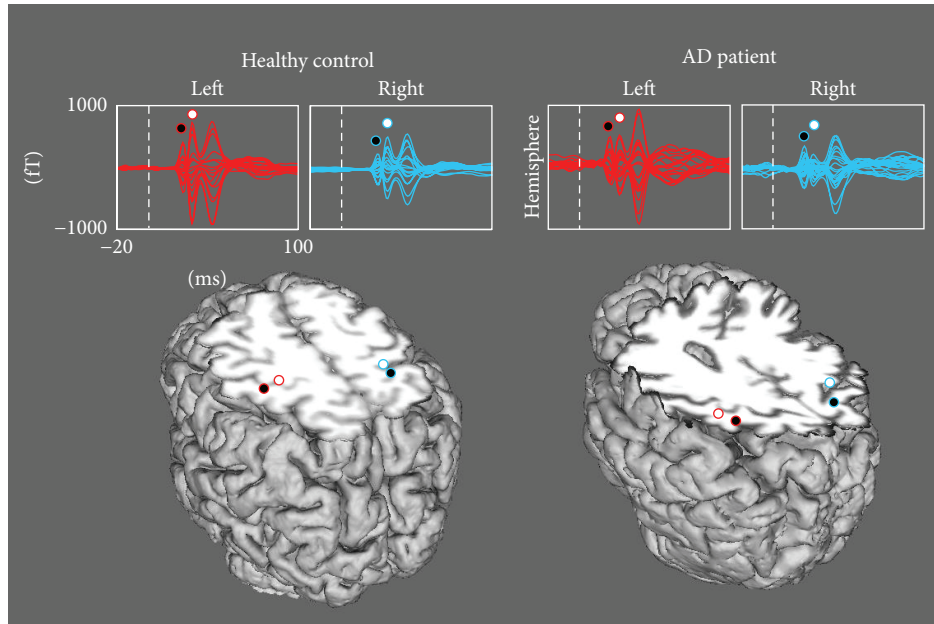 Healthy control
AD patient
Left
Right
Left
Right
1000
(fT)
−1000
−20
100
(ms)
Hemisphere